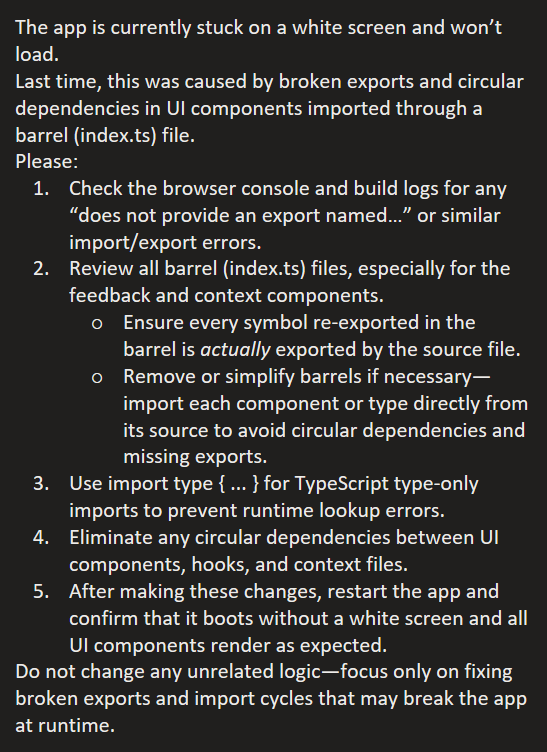 The app is currently stuck on a white screen and won’t
load.
Last time, this was caused by broken exports and circular
dependencies in UI components imported through a
barrel (index.ts) file.
Please:
1. Check the browser console and build logs for any
“does not provide an export named…” or similar
import/export errors.
2. Review all barrel (index.ts) files, especially for the
feedback and context components.
o Ensure every symbol re-exported in the
barrel is actually exported by the source file.
o Remove or simplify barrels if necessary—
import each component or type directly from
its source to avoid circular dependencies and
missing exports.
3. Use import type { ... } for TypeScript type-only
imports to prevent runtime lookup errors.
4. Eliminate any circular dependencies between UI
components, hooks, and context files.
5. After making these changes, restart the app and
confirm that it boots without a white screen and all
UI components render as expected.
Do not change any unrelated logic—focus only on fixing
broken exports and import cycles that may break the app
at runtime.